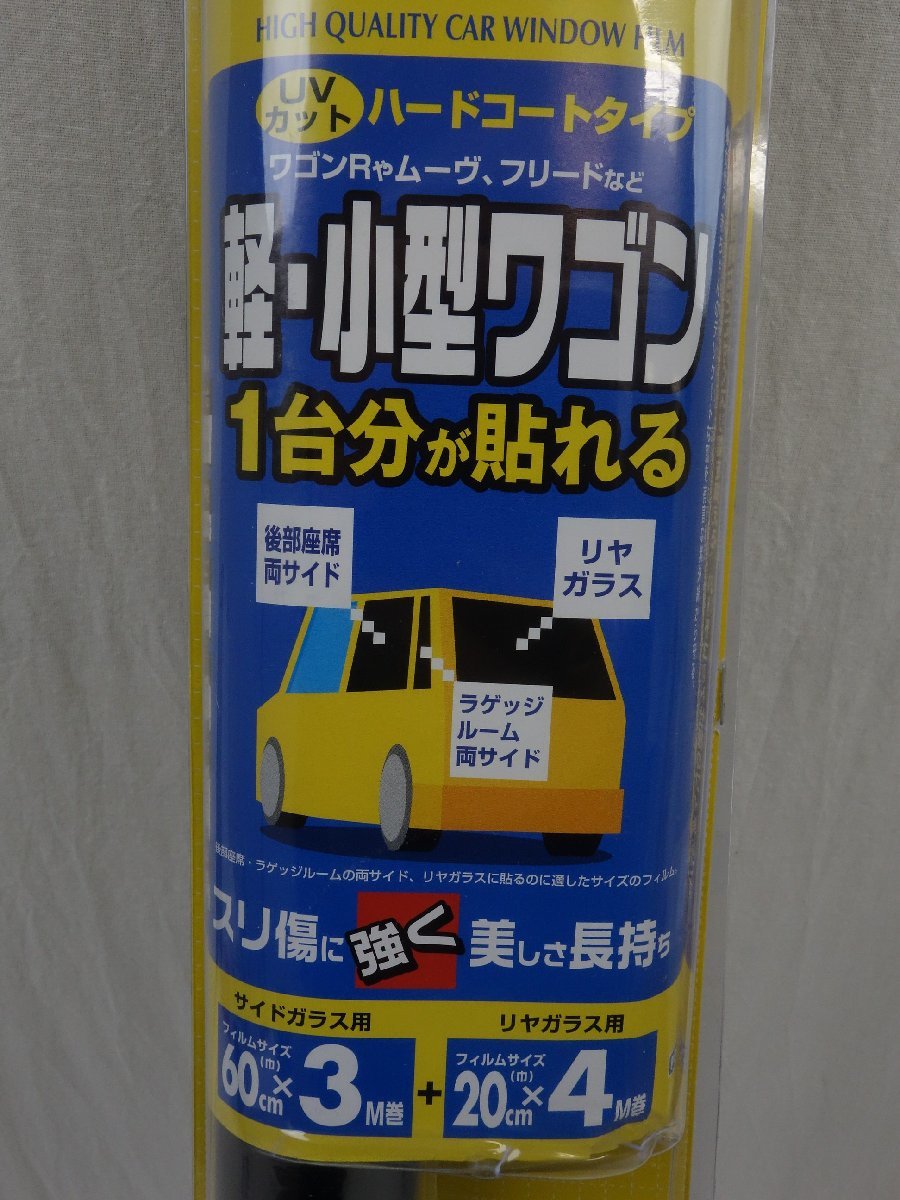 HIGH QUALITY CAR WINDOW FILM
UV
カット
ハードコートタイプ
ワゴンRやムーヴ、フリードなど
軽・小型ワゴン
1台分が貼れる
後部座席
両サイド
リヤ
ガラス
ラゲッジ
ルーム
両サイド
後部座席・ラゲッジルームの両サイド、リヤガラスに貼るのに適したサイズのフィルム。
スリ傷に強く美しさ長持ち
サイドガラス用
フィルムサイズ
(巾)
60cm×3M巻
+
リヤガラス用
フィルムサイズ
(巾)
20cm×4M巻